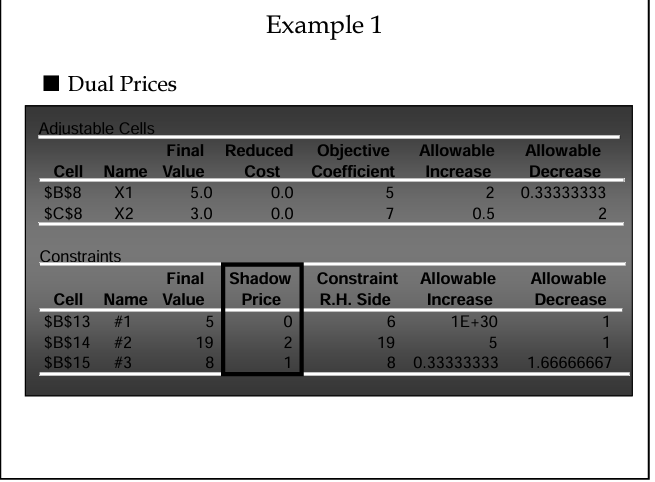 Example 1
■ Dual Prices
Adjustable Cells
Final Reduced Objective Allowable Allowable
Cell Name Value Cost Coefficient Increase Decrease
$B$8 X1 5.0 0.0 5 2 0.33333333
$C$8 X2 3.0 0.0 7 0.5 2
Constraints
Final Shadow Constraint Allowable Allowable
Cell Name Value Price R.H. Side Increase Decrease
$B$13 #1 5 0 6 1E+30 1
$B$14 #2 19 2 19 5 1
$B$15 #3 8 1 8 0.33333333 1.66666667